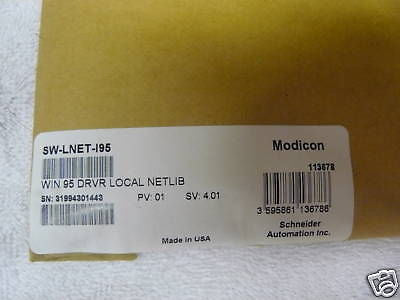 SW-LNET-I95
Modicon
113678
WIN 95 DRVR LOCAL NETLIB
SN: 31994301443 PV: 01 SV: 4.01
3 595861 136786
Schneider
Automation Inc.
Made in USA